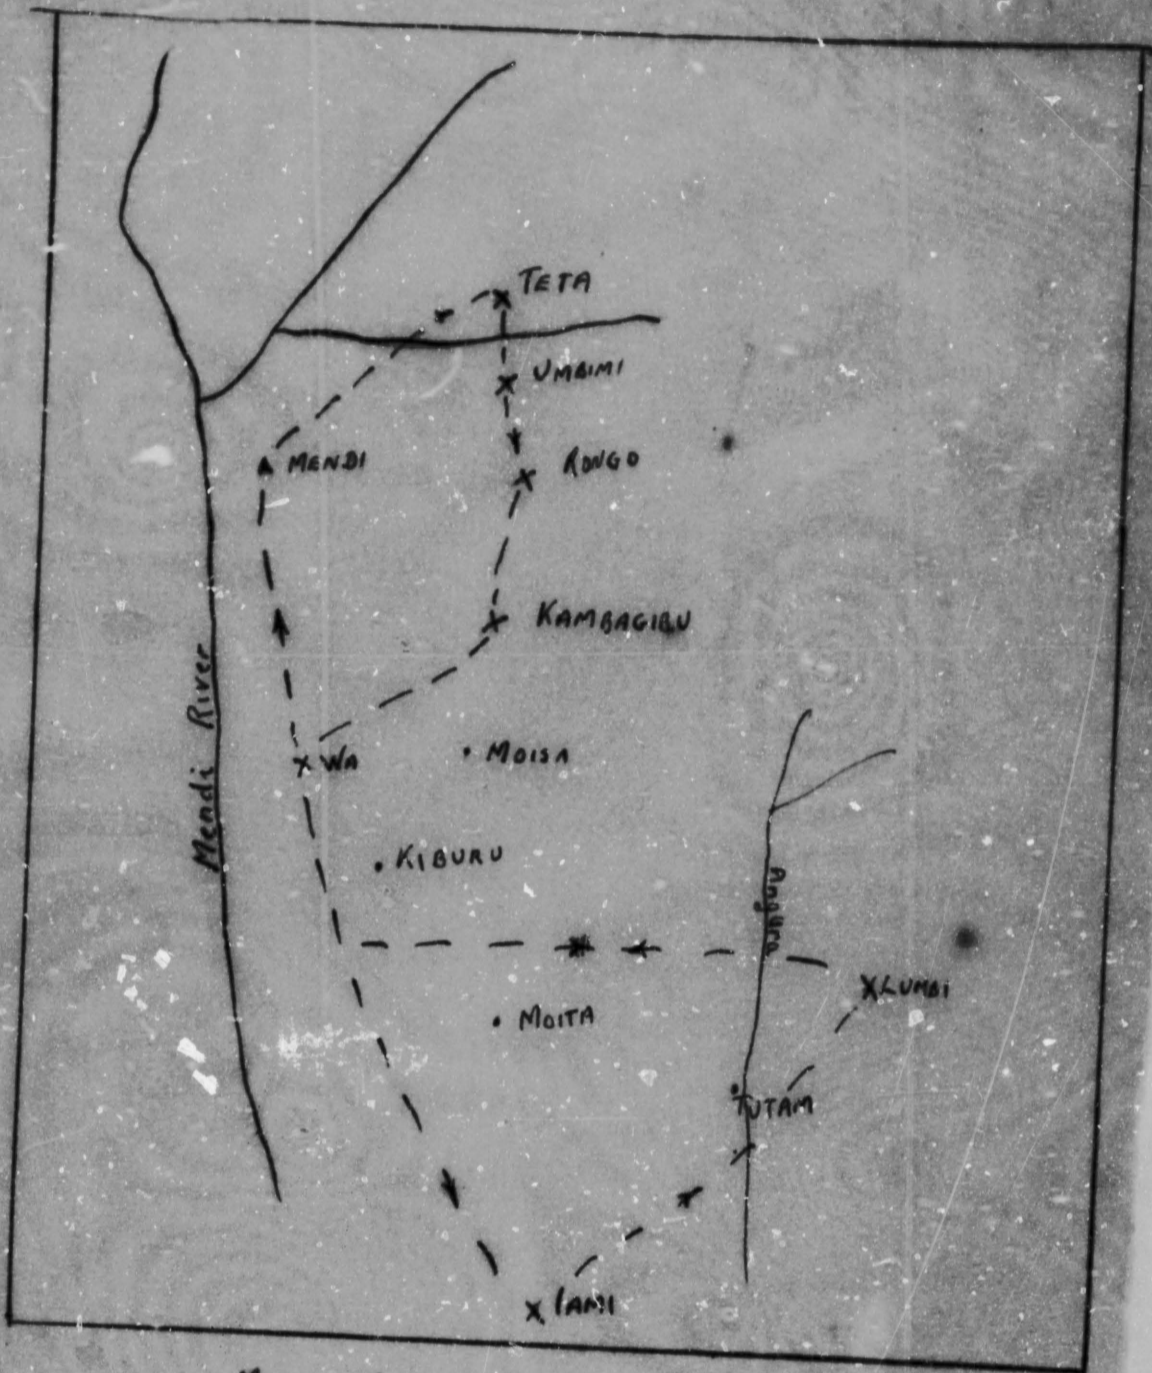 TETA
UMBIMI
MENDI
RONGO
KAMBAGIBU
Mendi River
WA
MOISA
KIBURU
Angura
LUMBI
MOITA
TUTAM
IAMI